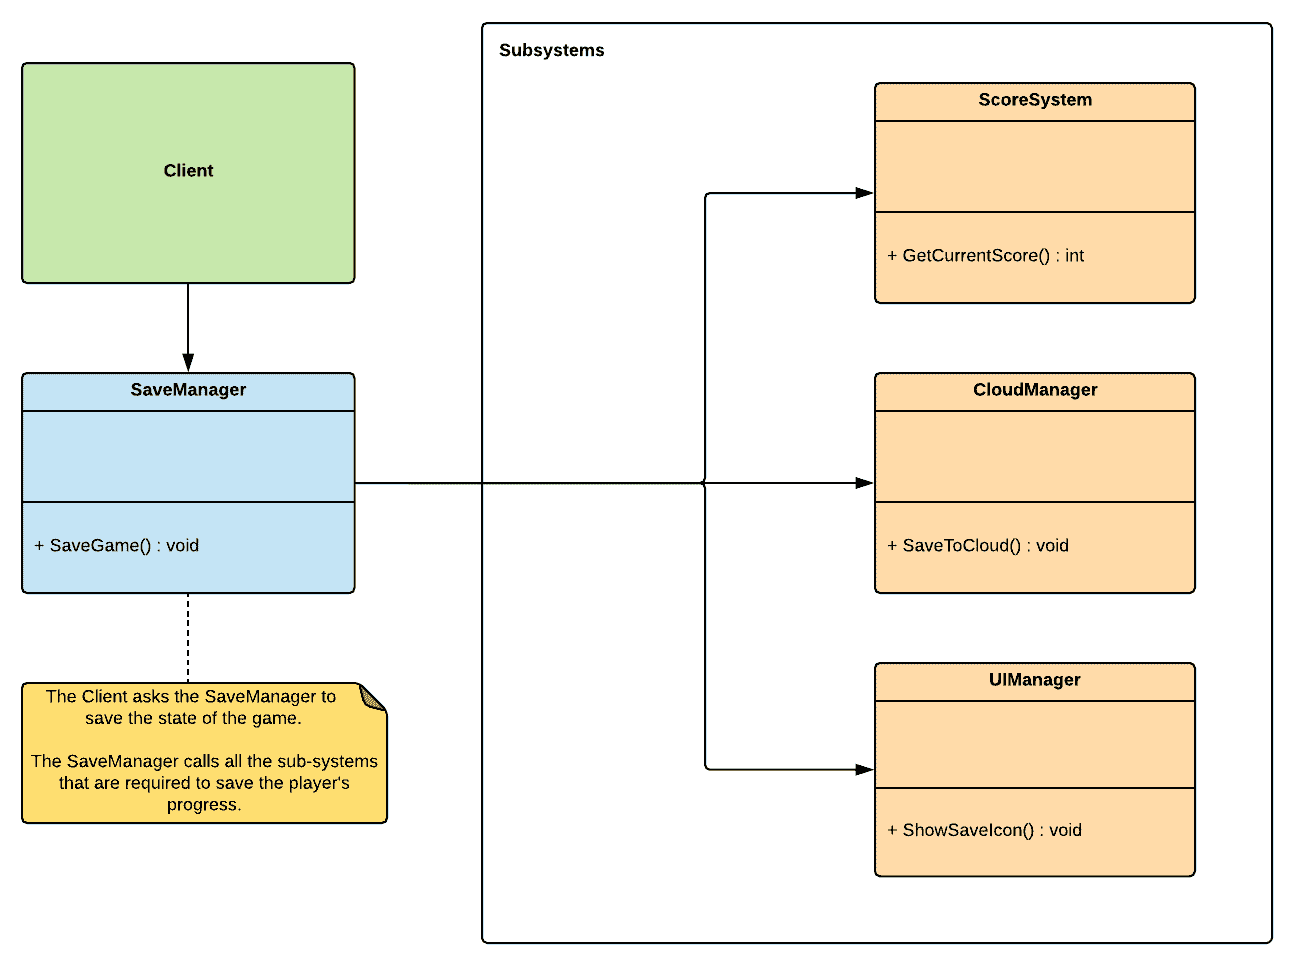 Subsystems
Client
SaveManager
+ SaveGame() : void
The Client asks the SaveManager to
save the state of the game.
The SaveManager calls all the sub-systems
that are required to save the player's
progress.
ScoreSystem
+ GetCurrentScore() : int
CloudManager
+ SaveToCloud() : void
UIManager
+ ShowSaveIcon() : void